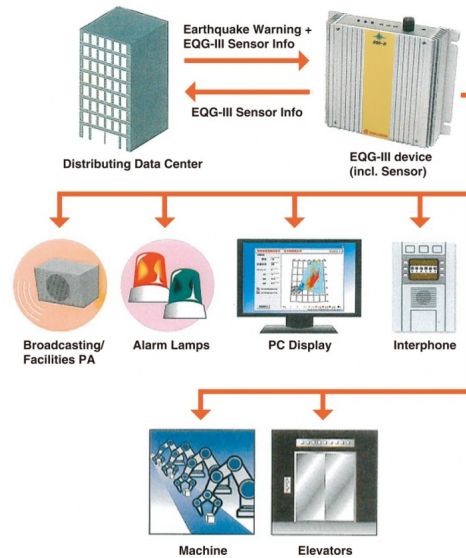 Earthquake Warning +
EQG-III Sensor Info
EQG-III Sensor Info
Distributing Data Center
EQG-III device
(incl. Sensor)
Broadcasting/
Facilities PA
Alarm Lamps
PC Display
Interphone
Machine
Elevators